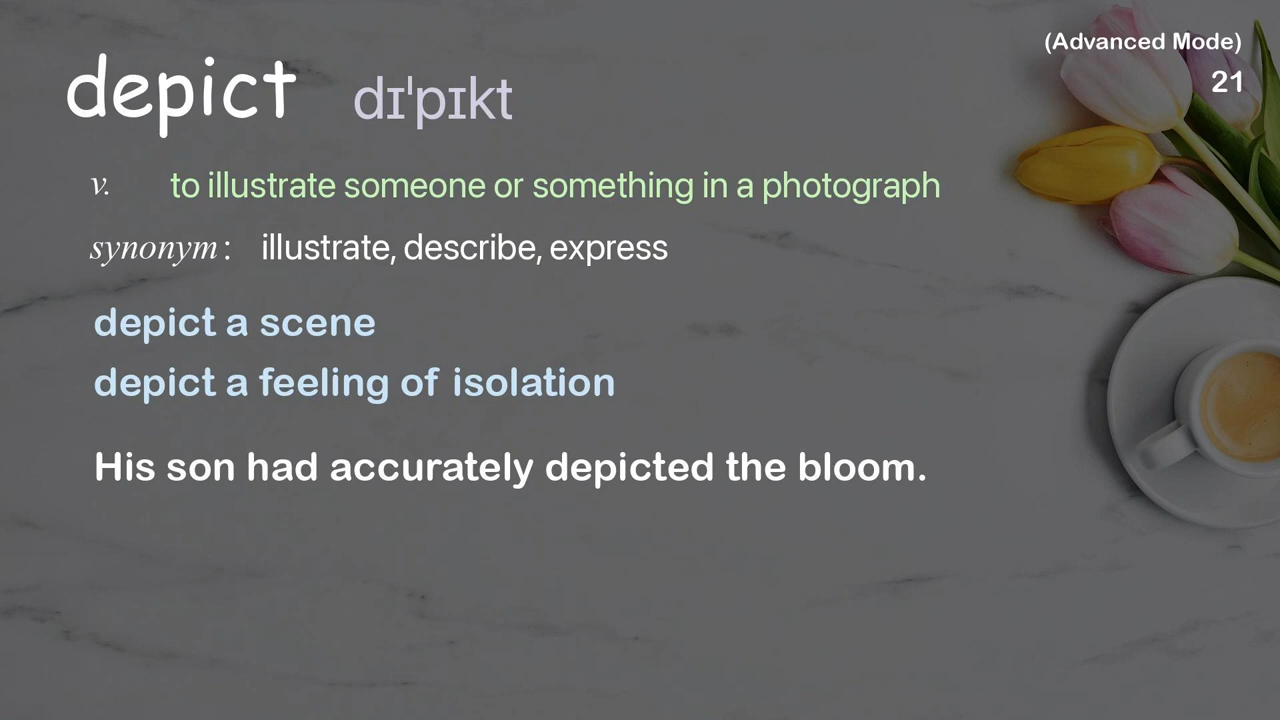 (Advanced Mode)
21
depict dɪˈpɪkt
v. to illustrate someone or something in a photograph
synonym: illustrate, describe, express
depict a scene
depict a feeling of isolation
His son had accurately depicted the bloom.